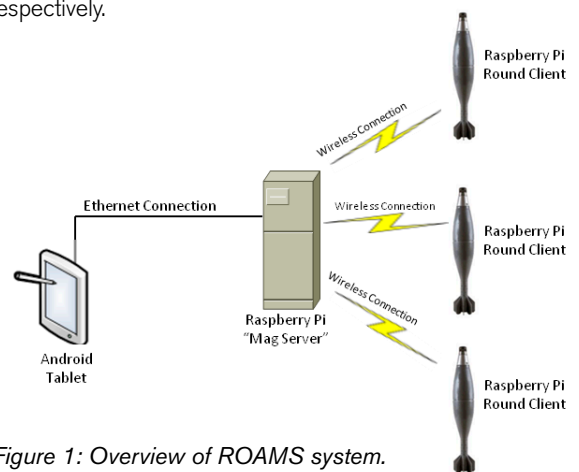 espectively.
Raspberry Pi
Round Client
Wireless Connection
Ethernet Connection
Wireless Connection
Raspberry Pi
Round Client
Wireless Connection
Raspberry Pi
"Mag Server"
Android
Tablet
Raspberry Pi
Round Client
Figure 1: Overview of ROAMS system.